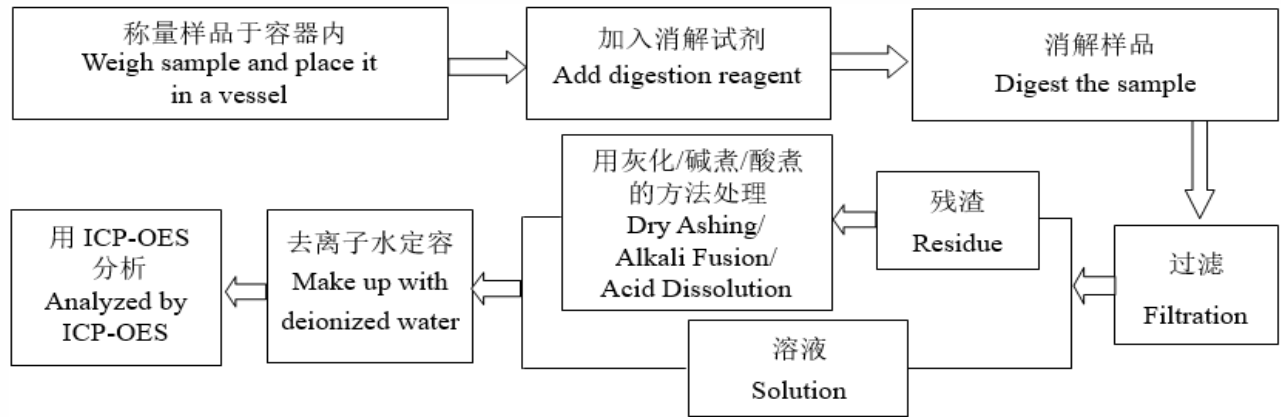 称量样品于容器内
Weigh sample and place it
in a vessel
加入消解试剂
Add digestion reagent
消解样品
Digest the sample
过滤
Filtration
残渣
Residue
用灰化/碱煮/酸煮
的方法处理
Dry Ashing/
Alkali Fusion/
Acid Dissolution
溶液
Solution
去离子水定容
Make up with
deionized water
用 ICP-OES
分析
Analyzed by
ICP-OES